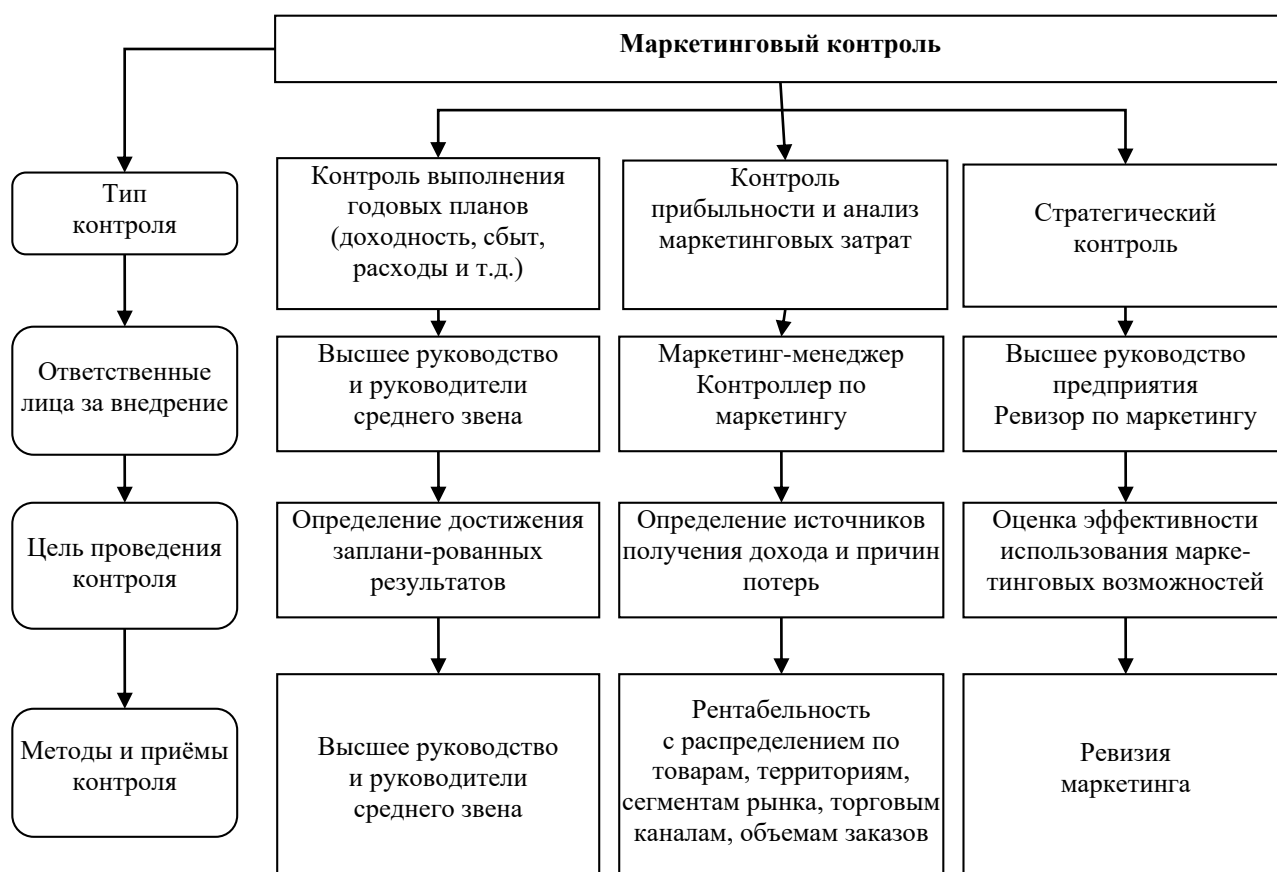 Маркетинговый контроль
Тип
контроля
Контроль выполнения
годовых планов
(доходность, сбыт,
расходы и т.д.)
Контроль
прибыльности и анализ
маркетинговых затрат
Стратегический
контроль
Ответственные
лица за внедрение
Высшее руководство
и руководители
среднего звена
Маркетинг-менеджер
Контроллер по
маркетингу
Высшее руководство
предприятия
Ревизор по маркетингу
Цель проведения
контроля
Определение достижения
заплани-рованных
результатов
Определение источников
получения дохода и причин
потерь
Оценка эффективности
использования марке-
тинговых возможностей
Методы и приёмы
контроля
Высшее руководство
и руководители
среднего звена
Рентабельность
с распределением по
товарам, территориям,
сегментам рынка, торговым
каналам, объемам заказов
Ревизия
маркетинга